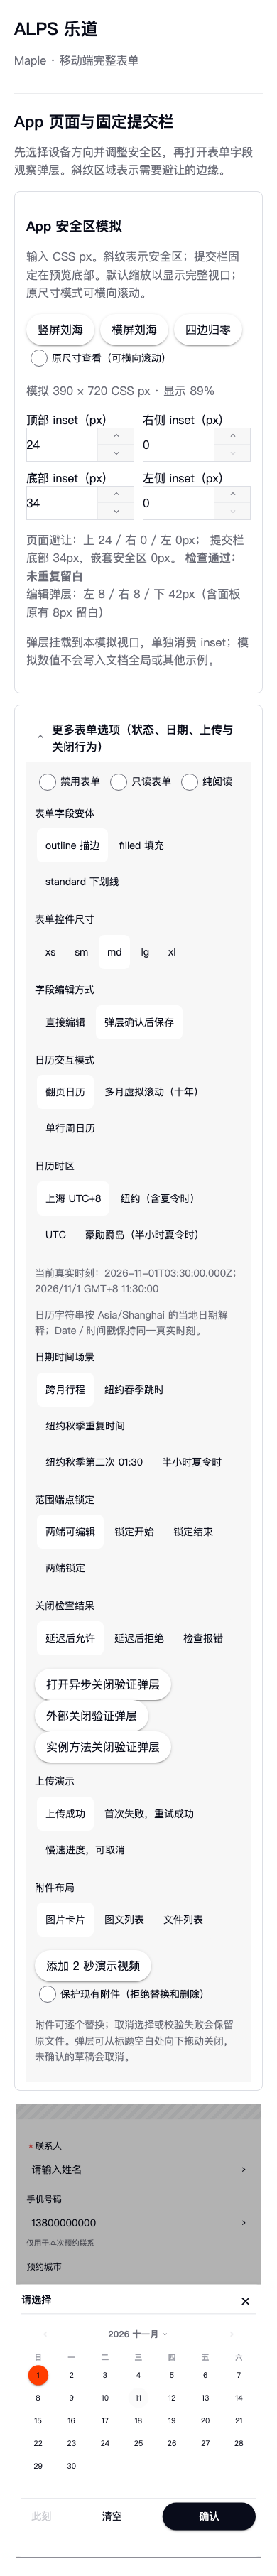 ALPS 乐道
Maple · 移动端完整表单
App 页面与固定提交栏
先选择设备方向并调整安全区，再打开表单字段
观察弹层。斜纹区域表示需要避让的边缘。
App 安全区模拟
输入 CSS px。斜纹表示安全区；提交栏固
定在预览底部。默认缩放以显示完整视口；
原尺寸模式可横向滚动。
竖屏刘海 横屏刘海 四边归零
原尺寸查看（可横向滚动）
模拟 390 × 720 CSS px · 显示 89%
顶部 inset（px） 右侧 inset（px）
24 0
底部 inset（px） 左侧 inset（px）
34 0
页面避让：上 24 / 右 0 / 左 0px； 提交栏
底部 34px，嵌套安全区 0px。 检查通过：
未重复留白
编辑弹层：左 8 / 右 8 / 下 42px（含面板
原有 8px 留白）
弹层挂载到本模拟视口，单独消费 inset；模
拟数值不会写入文档全局或其他示例。
更多表单选项（状态、日期、上传与
关闭行为）
禁用表单 只读表单 纯阅读
表单字段变体
outline 描边 filled 填充
standard 下划线
表单控件尺寸
xs sm md lg xl
字段编辑方式
直接编辑 弹层确认后保存
日历交互模式
翻页日历 多月虚拟滚动（十年）
单行周日历
日历时区
上海 UTC+8 纽约（含夏令时）
UTC 豪勋爵岛（半小时夏令时）
当前真实时刻：2026-11-01T03:30:00.000Z；
2026/11/1 GMT+8 11:30:00
日历字符串按 Asia/Shanghai 的当地日期解
释；Date / 时间戳保持同一真实时刻。
日期时间场景
跨月行程 纽约春季跳时
纽约秋季重复时间
纽约秋季第二次 01:30 半小时夏令时
范围端点锁定
两端可编辑 锁定开始 锁定结束
两端锁定
关闭检查结果
延迟后允许 延迟后拒绝 检查报错
打开异步关闭验证弹层
外部关闭验证弹层
实例方法关闭验证弹层
上传演示
上传成功 首次失败，重试成功
慢速进度，可取消
附件布局
图片卡片 图文列表 文件列表
添加 2 秒演示视频
保护现有附件（拒绝替换和删除）
附件可逐个替换；取消选择或校验失败会保留
原文件。弹层可从标题空白处向下拖动关闭，
未确认的草稿会取消。
* 联系人
请输入姓名
手机号码
13800000000
仅用于本次预约联系
预约城市
请选择
2026 十一月
日 一 二 三 四 五 六
1 2 3 4 5 6 7
8 9 10 11 12 13 14
15 16 17 18 19 20 21
22 23 24 25 26 27 28
29 30
此刻 清空 确认